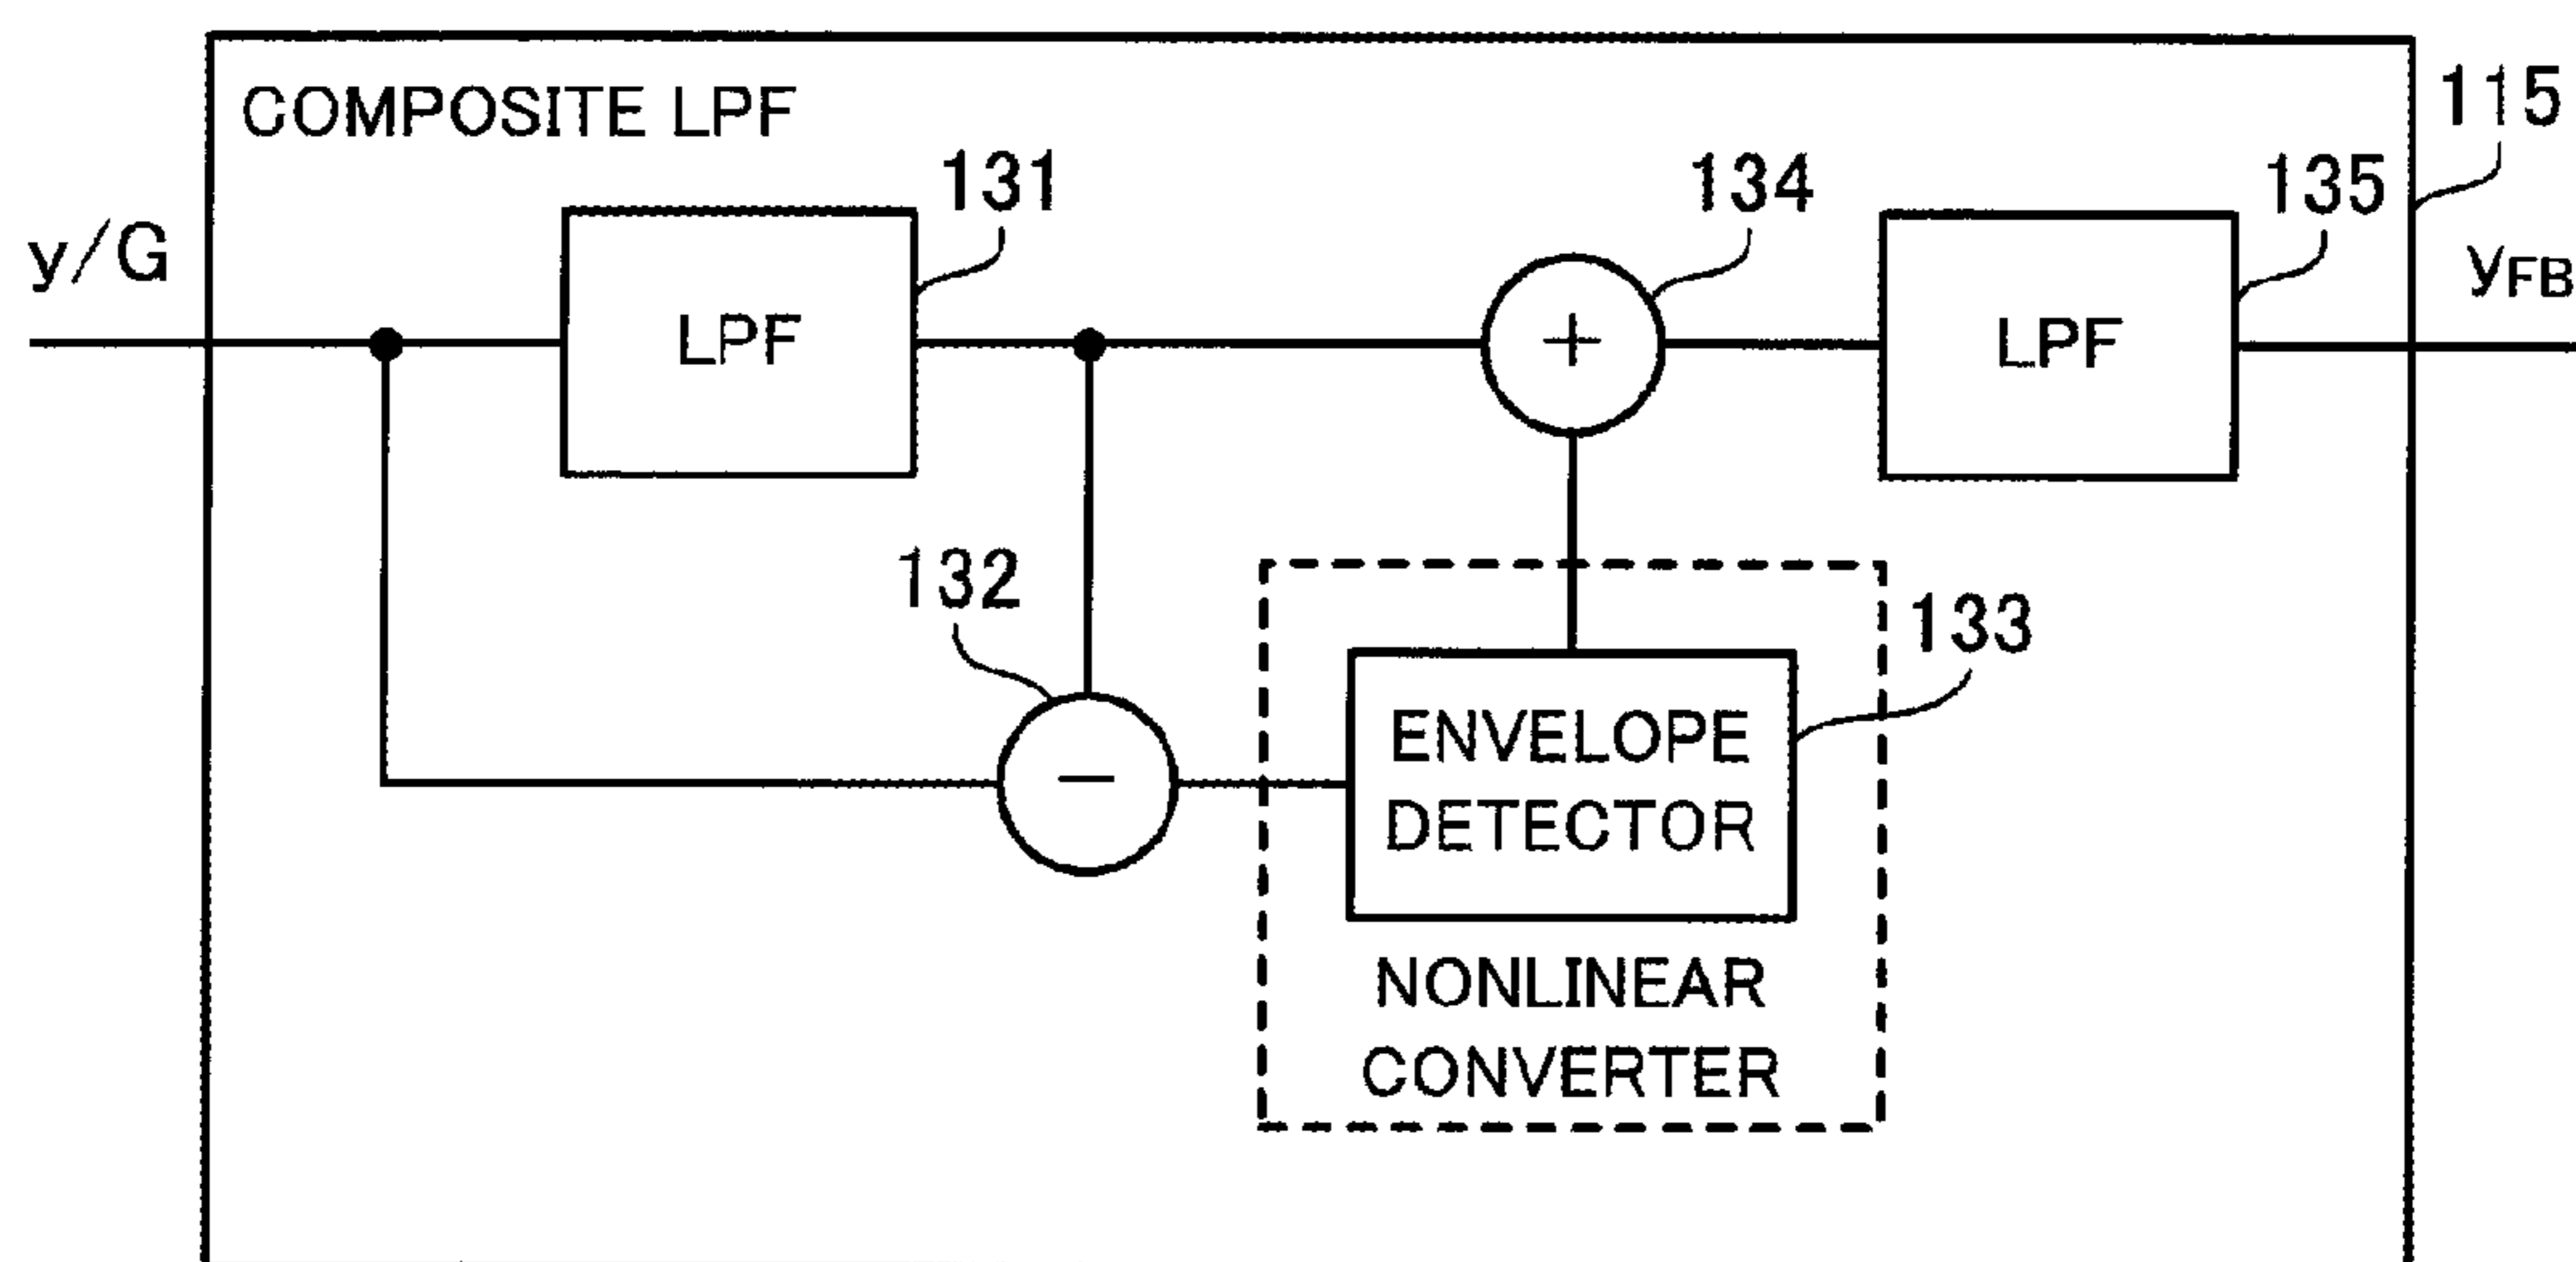 COMPOSITE LPF
115
131
134
135
y/G
LPF
+
LPF
yFB
132
133
−
ENVELOPE
DETECTOR
NONLINEAR
CONVERTER